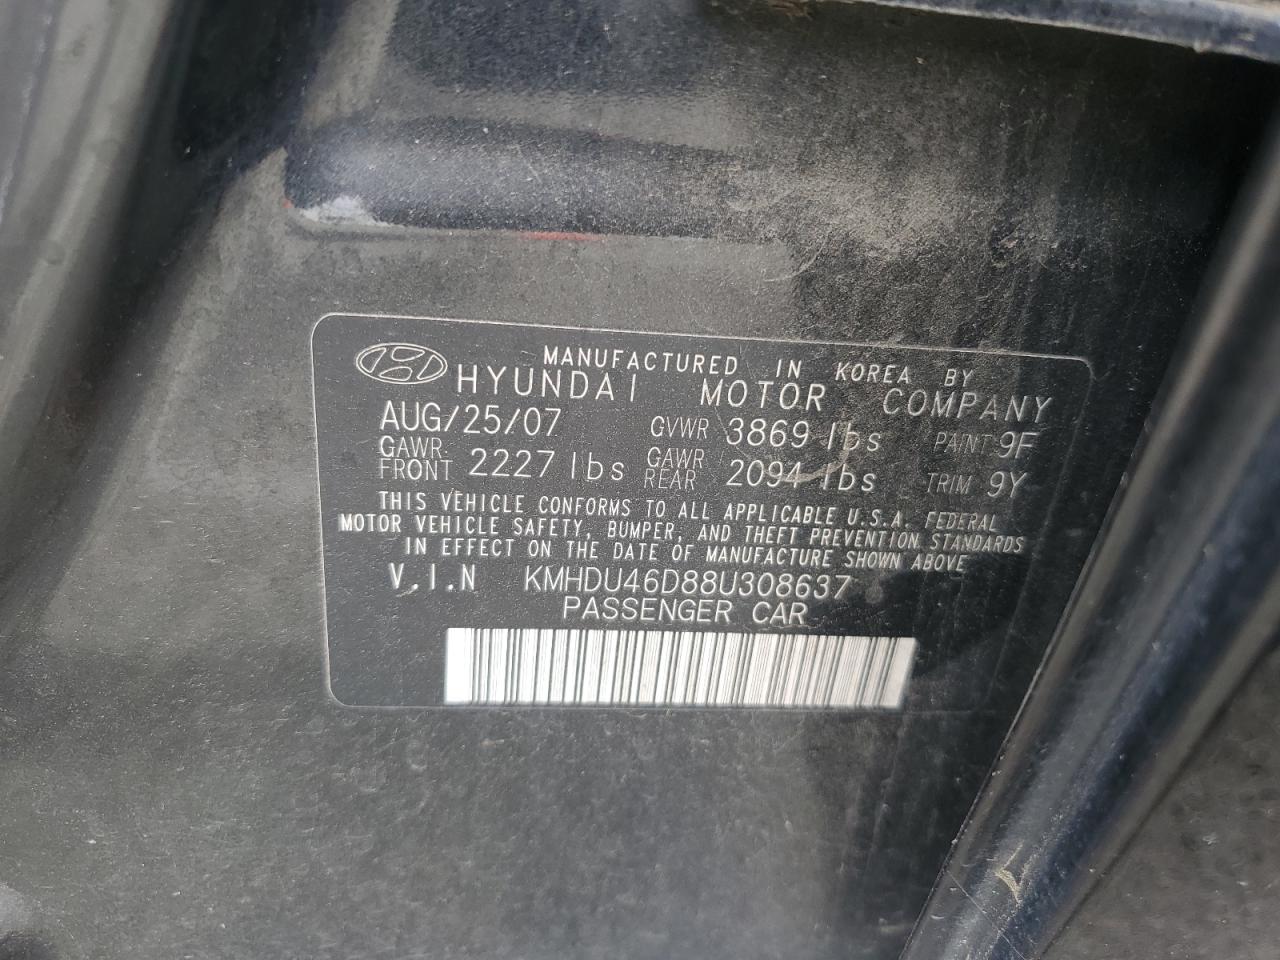 MANUFACTURED IN KOREA BY
HYUNDAI MOTOR COMPANY
AUG/25/07 GVWR 3869 lbs PAINT 9F
GAWR FRONT 2227 lbs GAWR REAR 2094 lbs TRIM 9Y
THIS VEHICLE CONFORMS TO ALL APPLICABLE U.S.A. FEDERAL
MOTOR VEHICLE SAFETY, BUMPER, AND THEFT PREVENTION STANDARDS
IN EFFECT ON THE DATE OF MANUFACTURE SHOWN ABOVE
V.I.N KMHDU46D88U308637
PASSENGER CAR